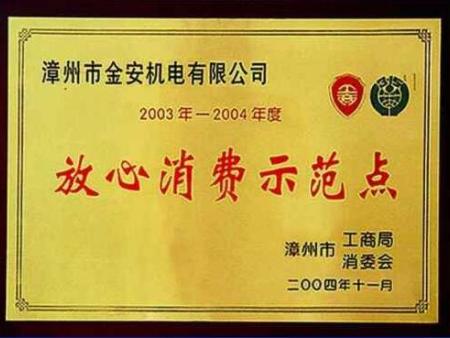 漳州市金安机电有限公司
2003年－2004年度
放心消费示范点
漳州市 工商局
消委会
二〇〇四年十一月